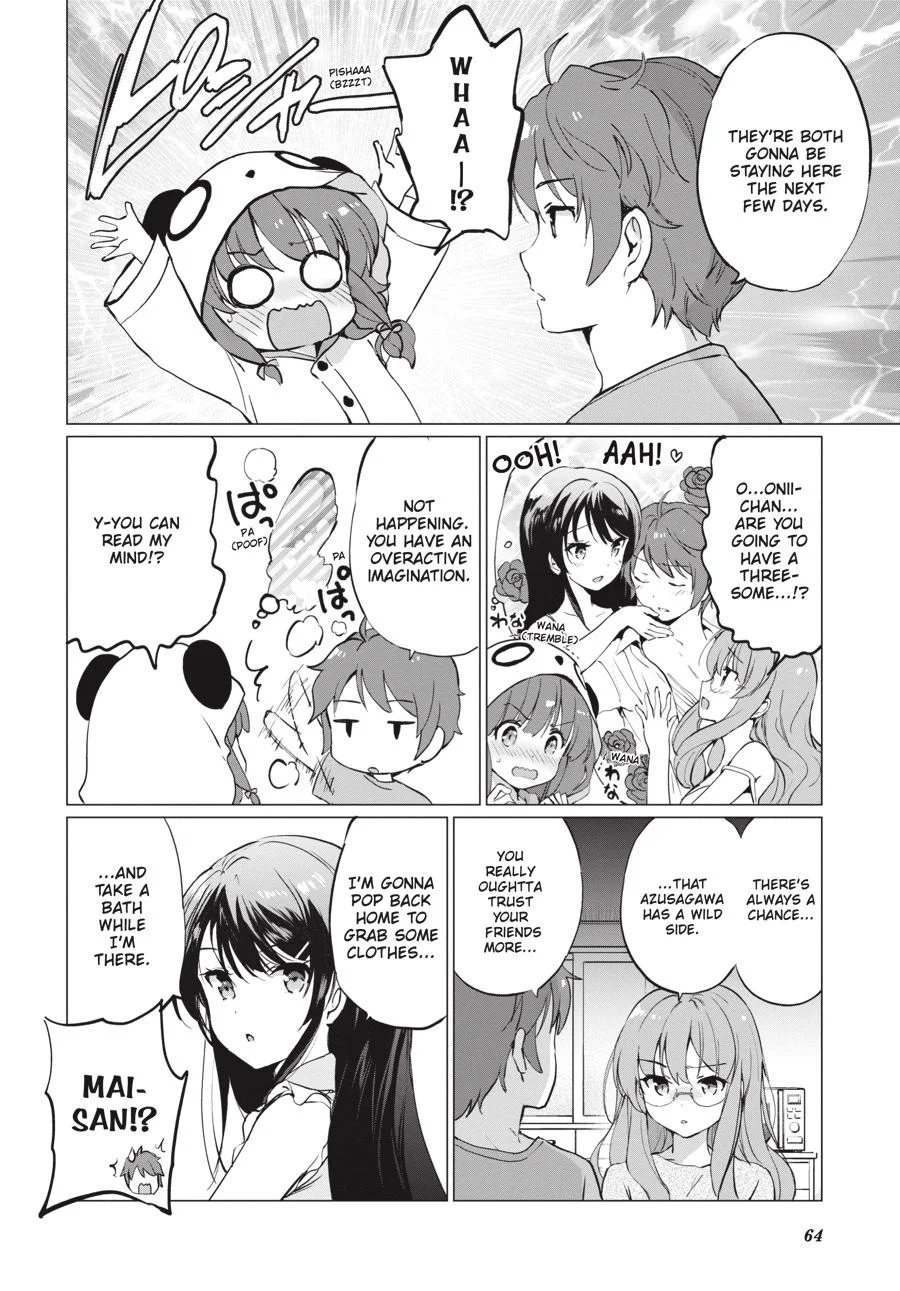 THEY'RE BOTH
GONNA BE
STAYING HERE
THE NEXT
FEW DAYS.
WHAA—!?
ピシャァ
PISHAAA
(BZZZT)
O...ONII-
CHAN...
ARE YOU
GOING TO
HAVE A
THREE-
SOME...!?
AAH! ♡
OOH!
わな
WANA
(TREMBLE)
WANA
わな
NOT
HAPPENING.
YOU HAVE AN
OVERACTIVE
IMAGINATION.
ぱっ
PA
(POOF)
PA
ぱっ
Y-YOU CAN
READ MY
MIND!?
THERE'S
ALWAYS A
CHANCE...
...THAT
AZUSAGAWA
HAS A WILD
SIDE.
YOU
REALLY
OUGHTTA
TRUST
YOUR
FRIENDS
MORE...
I'M GONNA
POP BACK
HOME TO
GRAB SOME
CLOTHES...
...AND
TAKE A
BATH
WHILE
I'M
THERE.
MAI-
SAN!?
64